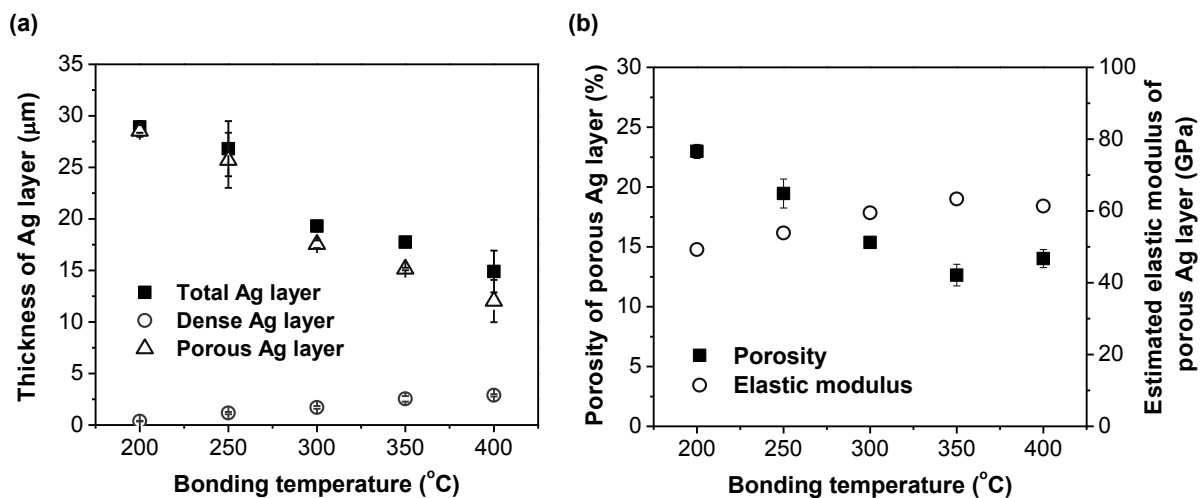 (a)
Thickness of Ag layer (μm)
35
30
25
20
15
10
5
0
Total Ag layer
Dense Ag layer
Porous Ag layer
200 250 300 350 400
Bonding temperature (°C)
(b)
Porosity of porous Ag layer (%)
30
25
20
15
10
5
0
Porosity
Elastic modulus
200 250 300 350 400
Bonding temperature (°C)
100
80
60
40
20
0
Estimated elastic modulus of
porous Ag layer (GPa)